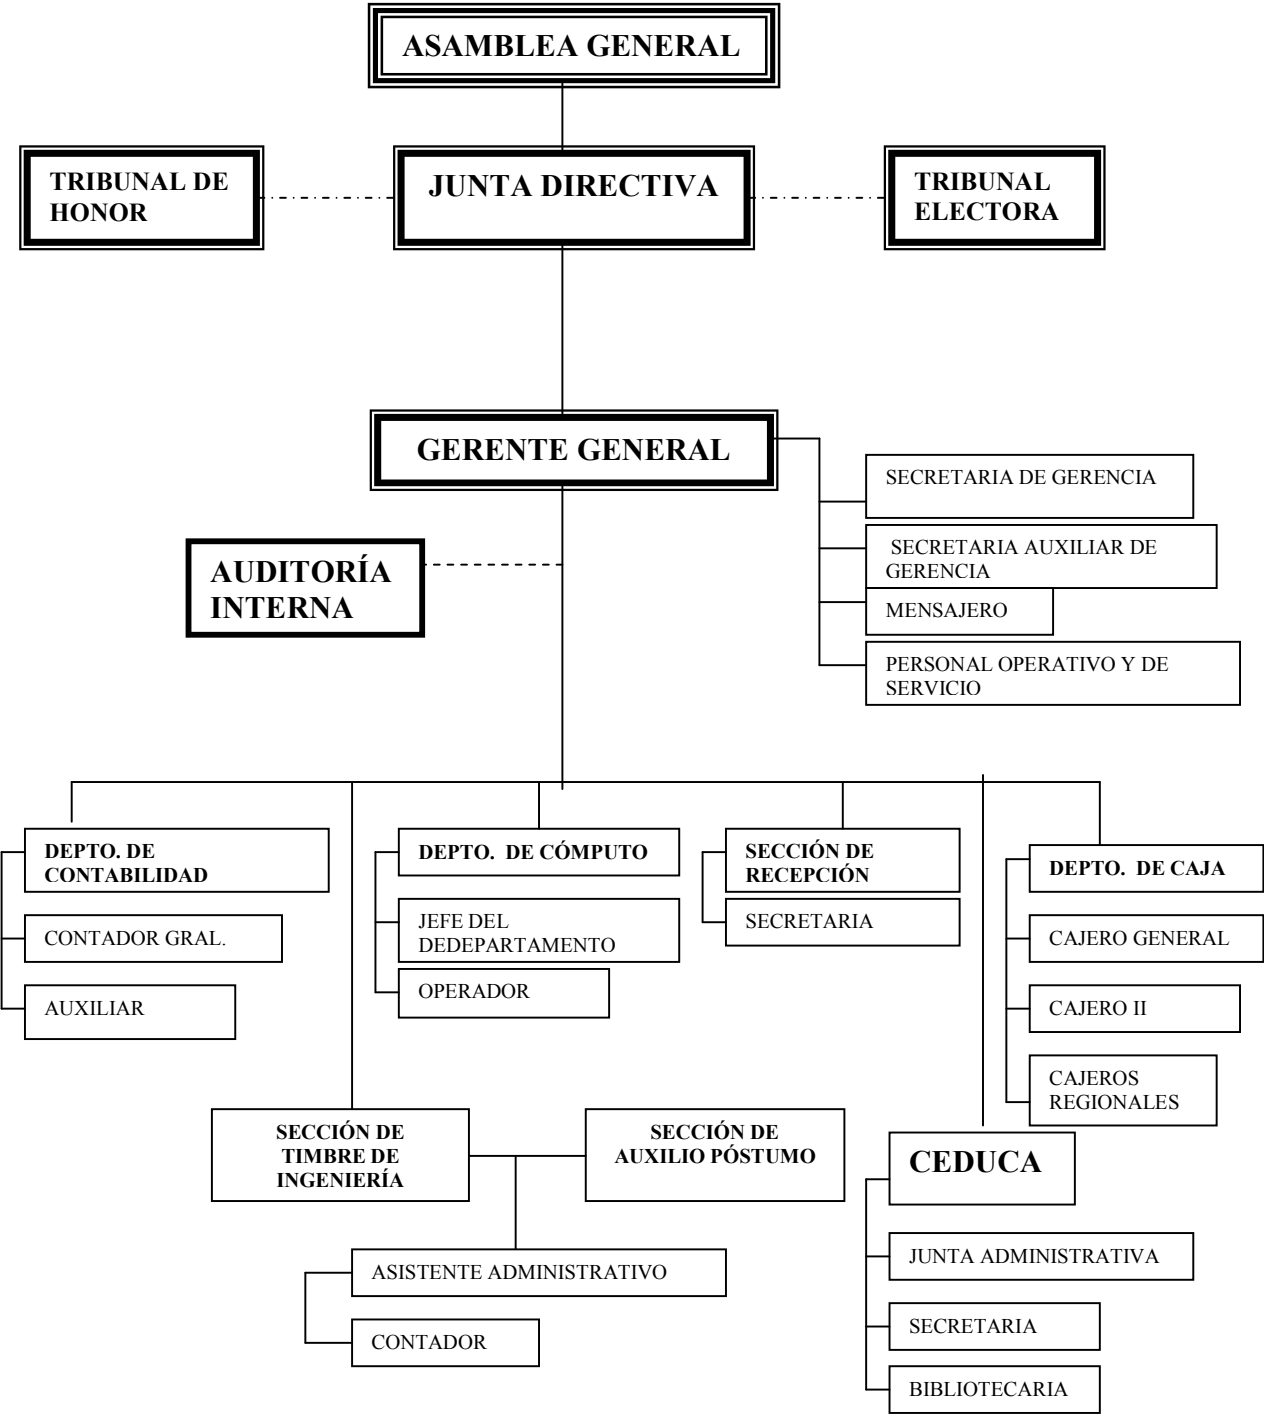 ASAMBLEA GENERAL
TRIBUNAL DE
HONOR
JUNTA DIRECTIVA
TRIBUNAL
ELECTORA
GERENTE GENERAL
SECRETARIA DE GERENCIA
SECRETARIA AUXILIAR DE
GERENCIA
MENSAJERO
PERSONAL OPERATIVO Y DE
SERVICIO
AUDITORÍA
INTERNA
DEPTO. DE
CONTABILIDAD
CONTADOR GRAL.
AUXILIAR
DEPTO. DE CÓMPUTO
JEFE DEL
DEDEPARTAMENTO
OPERADOR
SECCIÓN DE
RECEPCIÓN
SECRETARIA
DEPTO. DE CAJA
CAJERO GENERAL
CAJERO II
CAJEROS
REGIONALES
SECCIÓN DE
TIMBRE DE
INGENIERÍA
SECCIÓN DE
AUXILIO PÓSTUMO
ASISTENTE ADMINISTRATIVO
CONTADOR
CEDUCA
JUNTA ADMINISTRATIVA
SECRETARIA
BIBLIOTECARIA